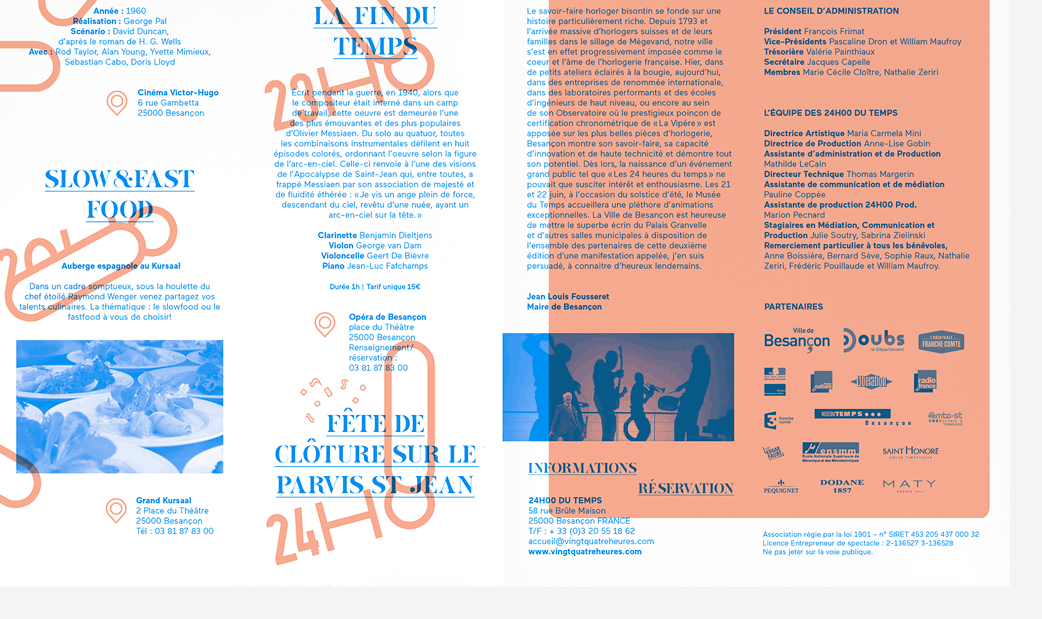 Année : 1960
Réalisation : George Pal
Scénario : David Duncan,
d'après le roman de H. G. Wells
Avec : Rod Taylor, Alan Young, Yvette Mimieux,
Sebastian Cabo, Doris Lloyd
Cinéma Victor-Hugo
6 rue Gambetta
25000 Besançon
SLOW&FAST
FOOD
20H
Auberge espagnole au Kursaal
Dans un cadre somptueux, sous la houlette du
chef étoilé Raymond Wenger venez partagez vos
talents culinaires. La thématique : le slowfood ou le
fastfood à vous de choisir!
Grand Kursaal
2 Place du Théâtre
25000 Besançon
Tél : 03 81 87 83 00
LA FIN DU
TEMPS
23H
Écrit pendant la guerre, en 1940, alors que
le compositeur était interné dans un camp
de travail, cette oeuvre est demeurée l'une
des plus émouvantes et des plus populaires
d'Olivier Messiaen. Du solo au quatuor, toutes
les combinaisons instrumentales défilent en huit
épisodes colorés, ordonnant l'oeuvre selon la figure
de l'arc-en-ciel. Celle-ci renvoie à l'une des visions
de l'Apocalypse de Saint-Jean qui, entre toutes, a
frappé Messiaen par son association de majesté et
de fluidité éthérée : « Je vis un ange plein de force,
descendant du ciel, revêtu d'une nuée, ayant un
arc-en-ciel sur la tête. »
Clarinette Benjamin Dieltjens
Violon George van Dam
Violoncelle Geert De Bièvre
Piano Jean-Luc Fafchamps
Durée 1h | Tarif unique 15€
Opéra de Besançon
place du Théâtre
25000 Besançon
Renseignement/
réservation :
03 81 87 83 00
FÊTE DE
CLÔTURE SUR LE
PARVIS ST JEAN
24H
Le savoir-faire horloger bisontin se fonde sur une
histoire particulièrement riche. Depuis 1793 et
l'arrivée massive d'horlogers suisses et de leurs
familles dans le sillage de Mégevand, notre ville
s'est en effet progressivement imposée comme le
coeur et l'âme de l'horlogerie française. Hier, dans
de petits ateliers éclairés à la bougie, aujourd'hui,
dans des entreprises de renommée internationale,
dans des laboratoires performants et des écoles
d'ingénieurs de haut niveau, ou encore au sein
de son Observatoire où le prestigieux poinçon de
certification chronométrique de « La Vipère » est
apposée sur les plus belles pièces d'horlogerie,
Besançon montre son savoir-faire, sa capacité
d'innovation et de haute technicité et démontre tout
son potentiel. Dès lors, la naissance d'un événement
grand public tel que « Les 24 heures du temps » ne
pouvait que susciter intérêt et enthousiasme. Les 21
et 22 juin, à l'occasion du solstice d'été, le Musée
du Temps accueillera une pléthore d'animations
exceptionnelles. La Ville de Besançon est heureuse
de mettre le superbe écrin du Palais Granvelle
et d'autres salles municipales à disposition de
l'ensemble des partenaires de cette deuxième
édition d'une manifestation appelée, j'en suis
persuadé, à connaître d'heureux lendemains.
Jean Louis Fousseret
Maire de Besançon
INFORMATIONS
RÉSERVATION
24H00 DU TEMPS
58 rue Brûle Maison
25000 Besançon FRANCE
T/F : + 33 (0)3 20 55 18 62
accueil@vingtquatreheures.com
www.vingtquatreheures.com
LE CONSEIL D'ADMINISTRATION
Président François Frimat
Vice-Présidents Pascaline Dron et William Maufroy
Trésorière Valérie Painthiaux
Secrétaire Jacques Capelle
Membres Marie Cécile Cloître, Nathalie Zeriri
L'ÉQUIPE DES 24H00 DU TEMPS
Directrice Artistique Maria Carmela Mini
Directrice de Production Anne-Lise Gobin
Assistante d'administration et de Production
Mathilde LeCain
Directeur Technique Thomas Margerin
Assistante de communication et de médiation
Pauline Coppée
Assistante de production 24H00 Prod.
Marion Pecnard
Stagiaires en Médiation, Communication et
Production Julie Soutry, Sabrina Zielinski
Remerciement particulier à tous les bénévoles,
Anne Boissière, Bernard Sève, Sophie Raux, Nathalie
Zeriri, Frédéric Pouillaude et William Maufroy.
PARTENAIRES
Ville de
Besançon
Doubs
le Département
L'ORIGINALE
FRANCHE-COMTÉ
culture
Libération
radio
france
3 franche
comté
MUSÉE DU TEMPS
Besançon
femto-st
ensmm
École Nationale Supérieure de
Mécanique et des Microtechniques
SAINT HONORÉ
PEQUIGNET
DODANE
1857
MATY
Association régie par la loi 1901 – n° SIRET 453 205 437 000 32
Licence Entrepreneur de spectacle : 2-136527 3-136528
Ne pas jeter sur la voie publique.